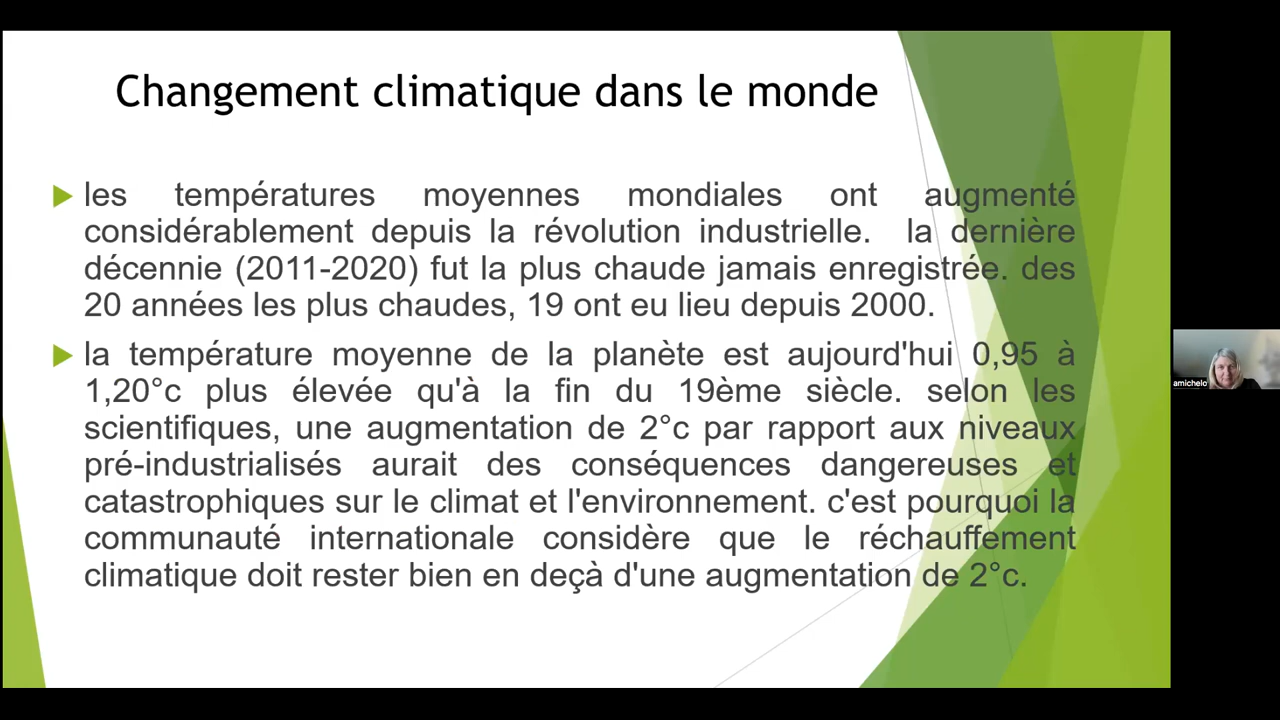 Changement climatique dans le monde
les températures moyennes mondiales ont augmenté
considérablement depuis la révolution industrielle. la dernière
décennie (2011-2020) fut la plus chaude jamais enregistrée. des
20 années les plus chaudes, 19 ont eu lieu depuis 2000.
la température moyenne de la planète est aujourd'hui 0,95 à
1,20°c plus élevée qu'à la fin du 19ème siècle. selon les
scientifiques, une augmentation de 2°c par rapport aux niveaux
pré-industrialisés aurait des conséquences dangereuses et
catastrophiques sur le climat et l'environnement. c'est pourquoi la
communauté internationale considère que le réchauffement
climatique doit rester bien en deçà d'une augmentation de 2°c.
amichelo